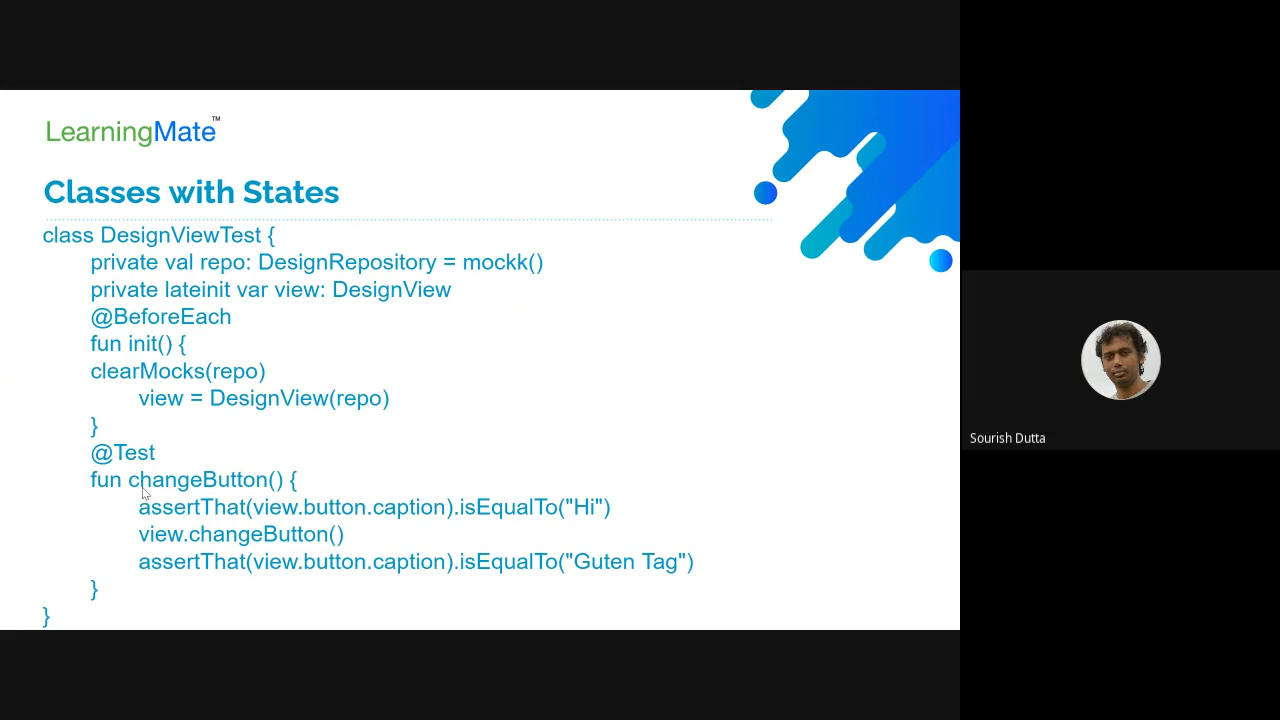 LearningMate™
Classes with States
class DesignViewTest {
private val repo: DesignRepository = mockk()
private lateinit var view: DesignView
@BeforeEach
fun init() {
clearMocks(repo)
view = DesignView(repo)
}
@Test
fun changeButton() {
assertThat(view.button.caption).isEqualTo("Hi")
view.changeButton()
assertThat(view.button.caption).isEqualTo("Guten Tag")
}
}
Sourish Dutta